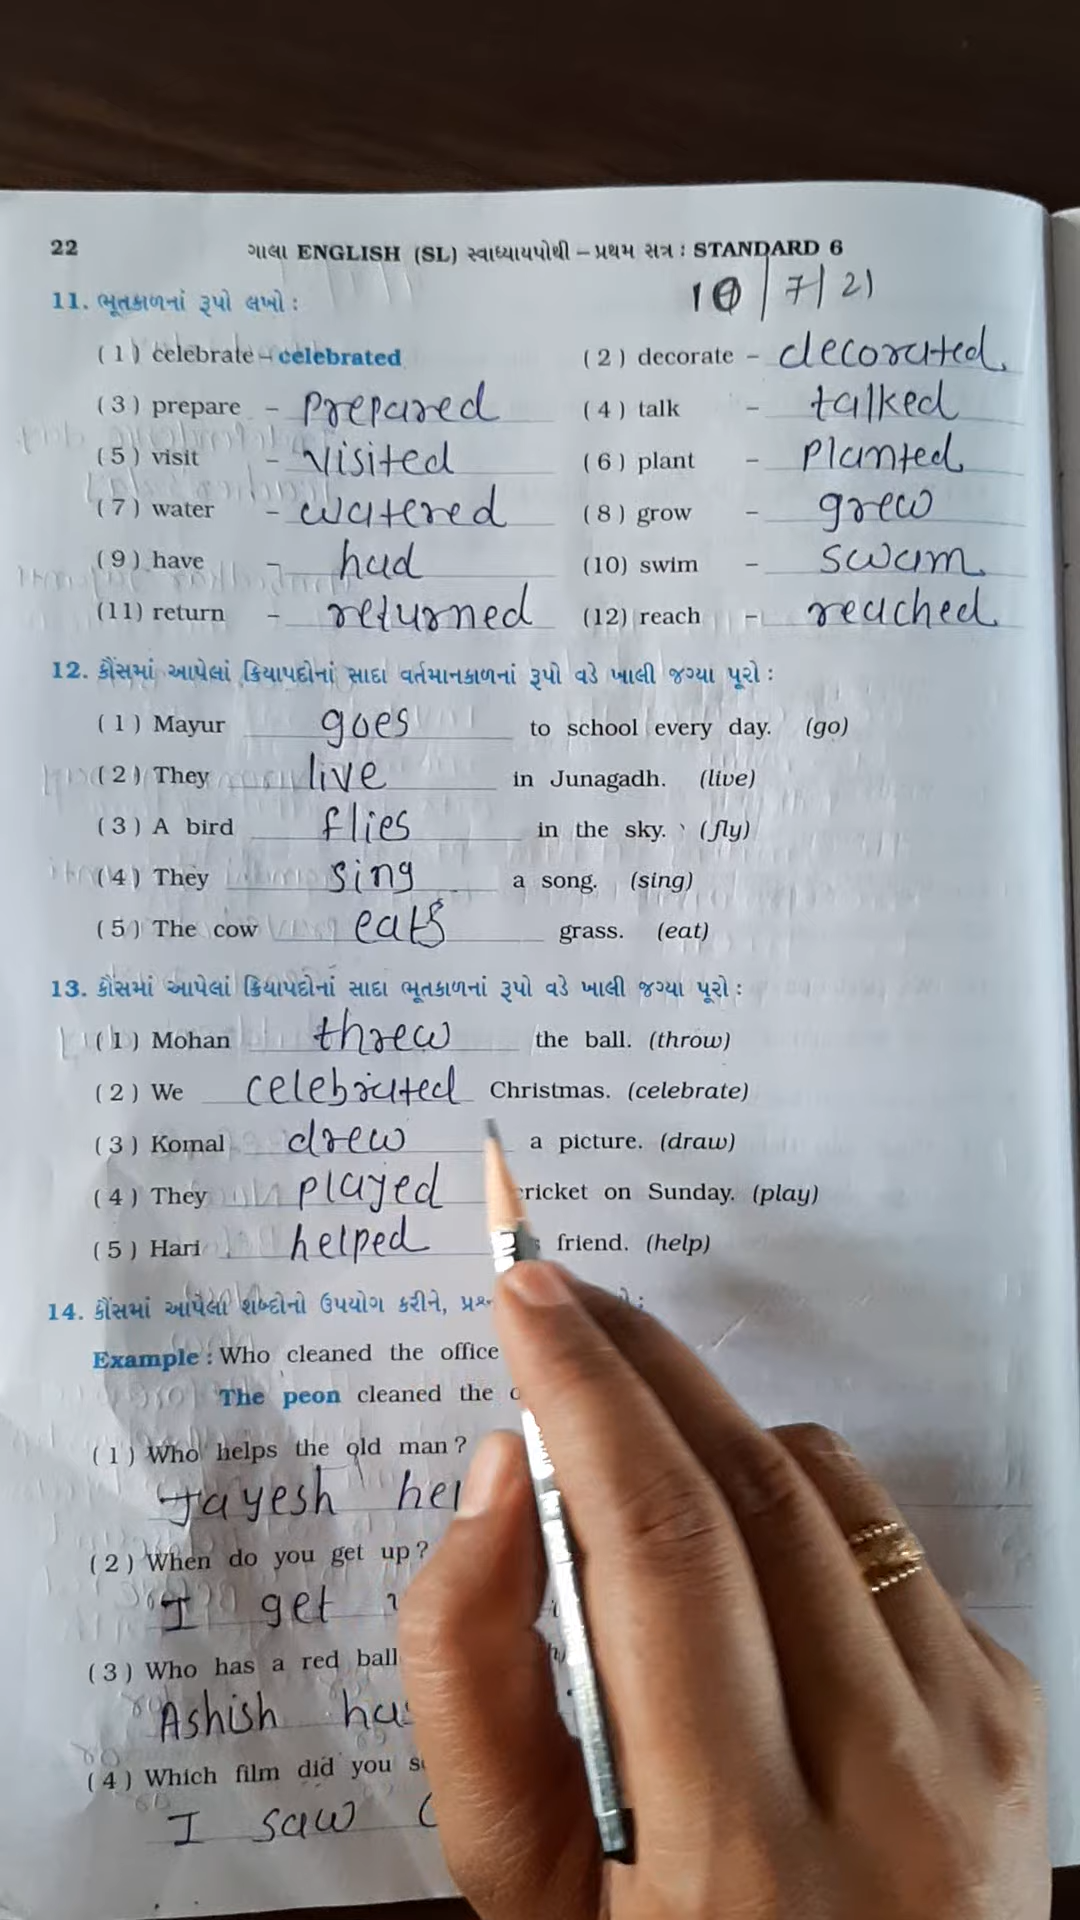 22 ગાલા ENGLISH (SL) સ્વાધ્યાયપોથી – પ્રથમ સત્ર : STANDARD 6
10/7/21
11. ભૂતકાળનાં રૂપો લખો :
(1) celebrate – celebrated (2) decorate – decorated.
(3) prepare – prepared (4) talk – talked
(5) visit – visited (6) plant – planted
(7) water – watered (8) grow – grew
(9) have – had (10) swim – swam
(11) return – returned (12) reach – reached
12. કૌંસમાં આપેલાં ક્રિયાપદોનાં સાદા વર્તમાનકાળનાં રૂપો વડે ખાલી જગ્યા પૂરો :
(1) Mayur goes to school every day. (go)
(2) They live in Junagadh. (live)
(3) A bird flies in the sky. (fly)
(4) They sing a song. (sing)
(5) The cow eats grass. (eat)
13. કૌંસમાં આપેલાં ક્રિયાપદોનાં સાદા ભૂતકાળનાં રૂપો વડે ખાલી જગ્યા પૂરો :
(1) Mohan threw the ball. (throw)
(2) We celebrated Christmas. (celebrate)
(3) Komal drew a picture. (draw)
(4) They played cricket on Sunday. (play)
(5) Hari helped friend. (help)
14. કૌંસમાં આપેલા શબ્દોનો ઉપયોગ કરીને,
Example : Who cleaned the office
The peon cleaned the
(1) Who helps the old man?
Jayesh
(2) When do you get up?
I get
(3) Who has a red ball
Ashish
(4) Which film did you
I saw